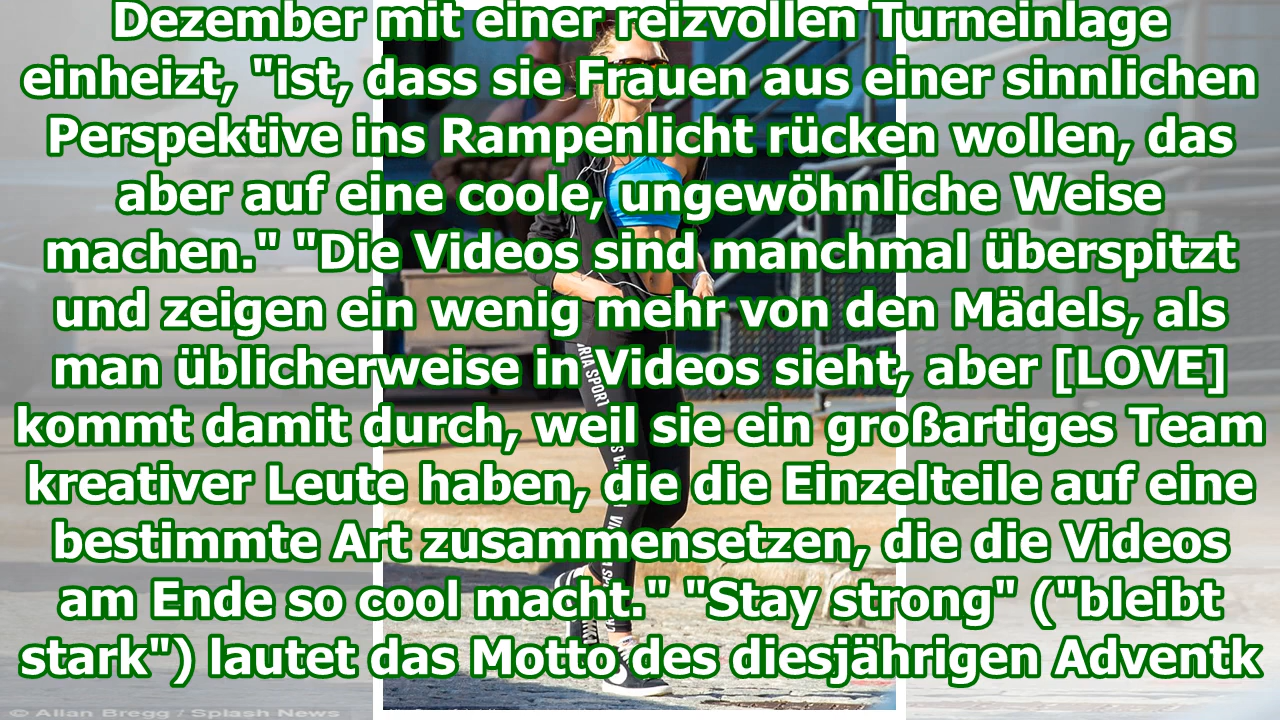 Dezember mit einer reizvollen Turneinlage
einheizt, "ist, dass sie Frauen aus einer sinnlichen
Perspektive ins Rampenlicht rücken wollen, das
aber auf eine coole, ungewöhnliche Weise
machen." "Die Videos sind manchmal überspitzt
und zeigen ein wenig mehr von den Mädels, als
man üblicherweise in Videos sieht, aber [LOVE]
kommt damit durch, weil sie ein großartiges Team
kreativer Leute haben, die die Einzelteile auf eine
bestimmte Art zusammensetzen, die die Videos
am Ende so cool macht." "Stay strong" ("bleibt
stark") lautet das Motto des diesjährigen Adventk
© Allan Bregg / Splash News